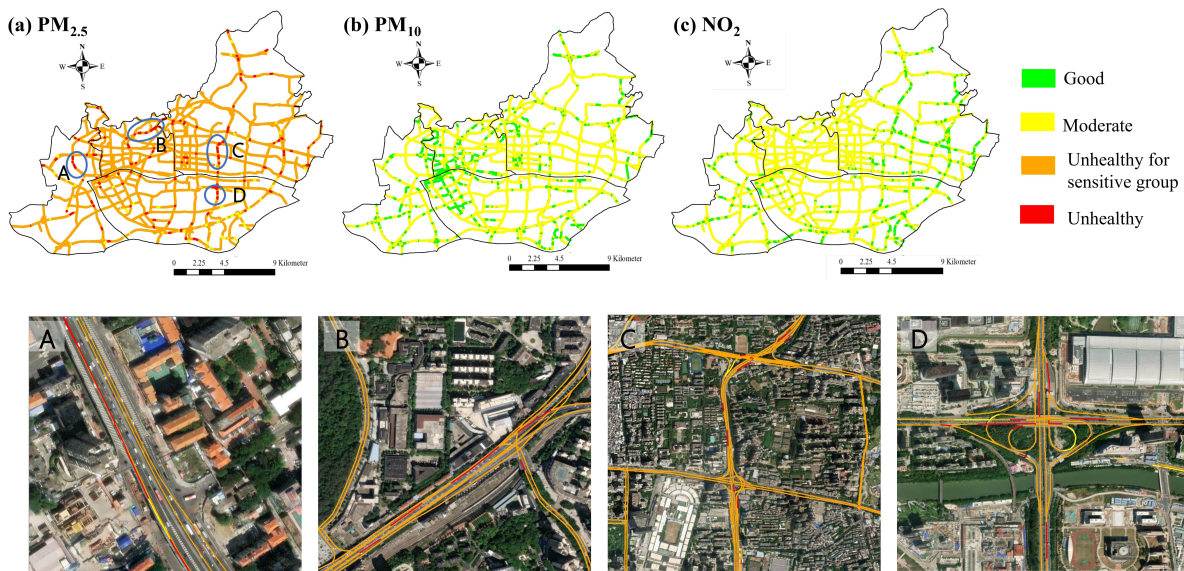 (a) PM2.5
(b) PM10
(c) NO2
N
W E
S
N
W E
S
N
W E
S
A
B
C
D
0 2.25 4.5 9 Kilometer
0 2.25 4.5 9 Kilometer
0 2.25 4.5 9 Kilometer
Good
Moderate
Unhealthy for
sensitive group
Unhealthy
A
B
C
D